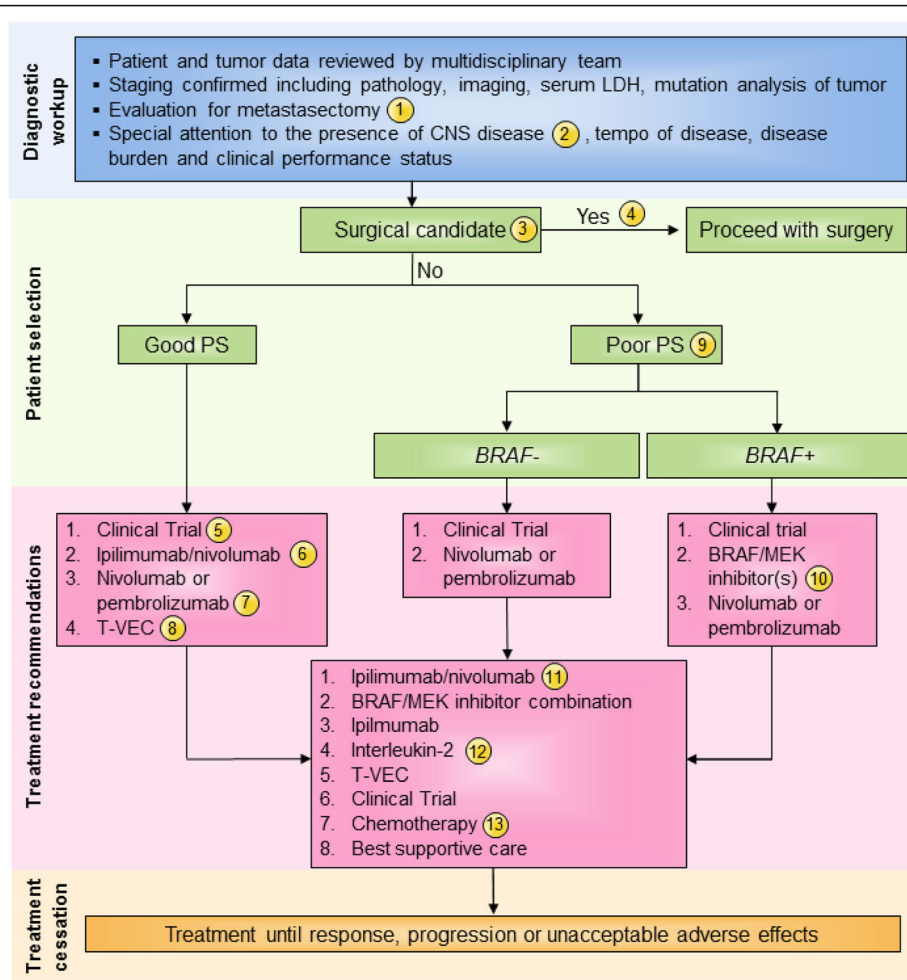 Diagnostic
workup
▪ Patient and tumor data reviewed by multidisciplinary team
▪ Staging confirmed including pathology, imaging, serum LDH, mutation analysis of tumor
▪ Evaluation for metastasectomy 1
▪ Special attention to the presence of CNS disease 2 , tempo of disease, disease
burden and clinical performance status
Patient selection
Surgical candidate 3
Yes 4
Proceed with surgery
No
Good PS
Poor PS 9
BRAF-
BRAF+
Treatment recommendations
1. Clinical Trial 5
2. Ipilimumab/nivolumab 6
3. Nivolumab or
pembrolizumab 7
4. T-VEC 8
1. Clinical Trial
2. Nivolumab or
pembrolizumab
1. Clinical trial
2. BRAF/MEK
inhibitor(s) 10
3. Nivolumab or
pembrolizumab
1. Ipilimumab/nivolumab 11
2. BRAF/MEK inhibitor combination
3. Ipilmumab
4. Interleukin-2 12
5. T-VEC
6. Clinical Trial
7. Chemotherapy 13
8. Best supportive care
Treatment
cessation
Treatment until response, progression or unacceptable adverse effects